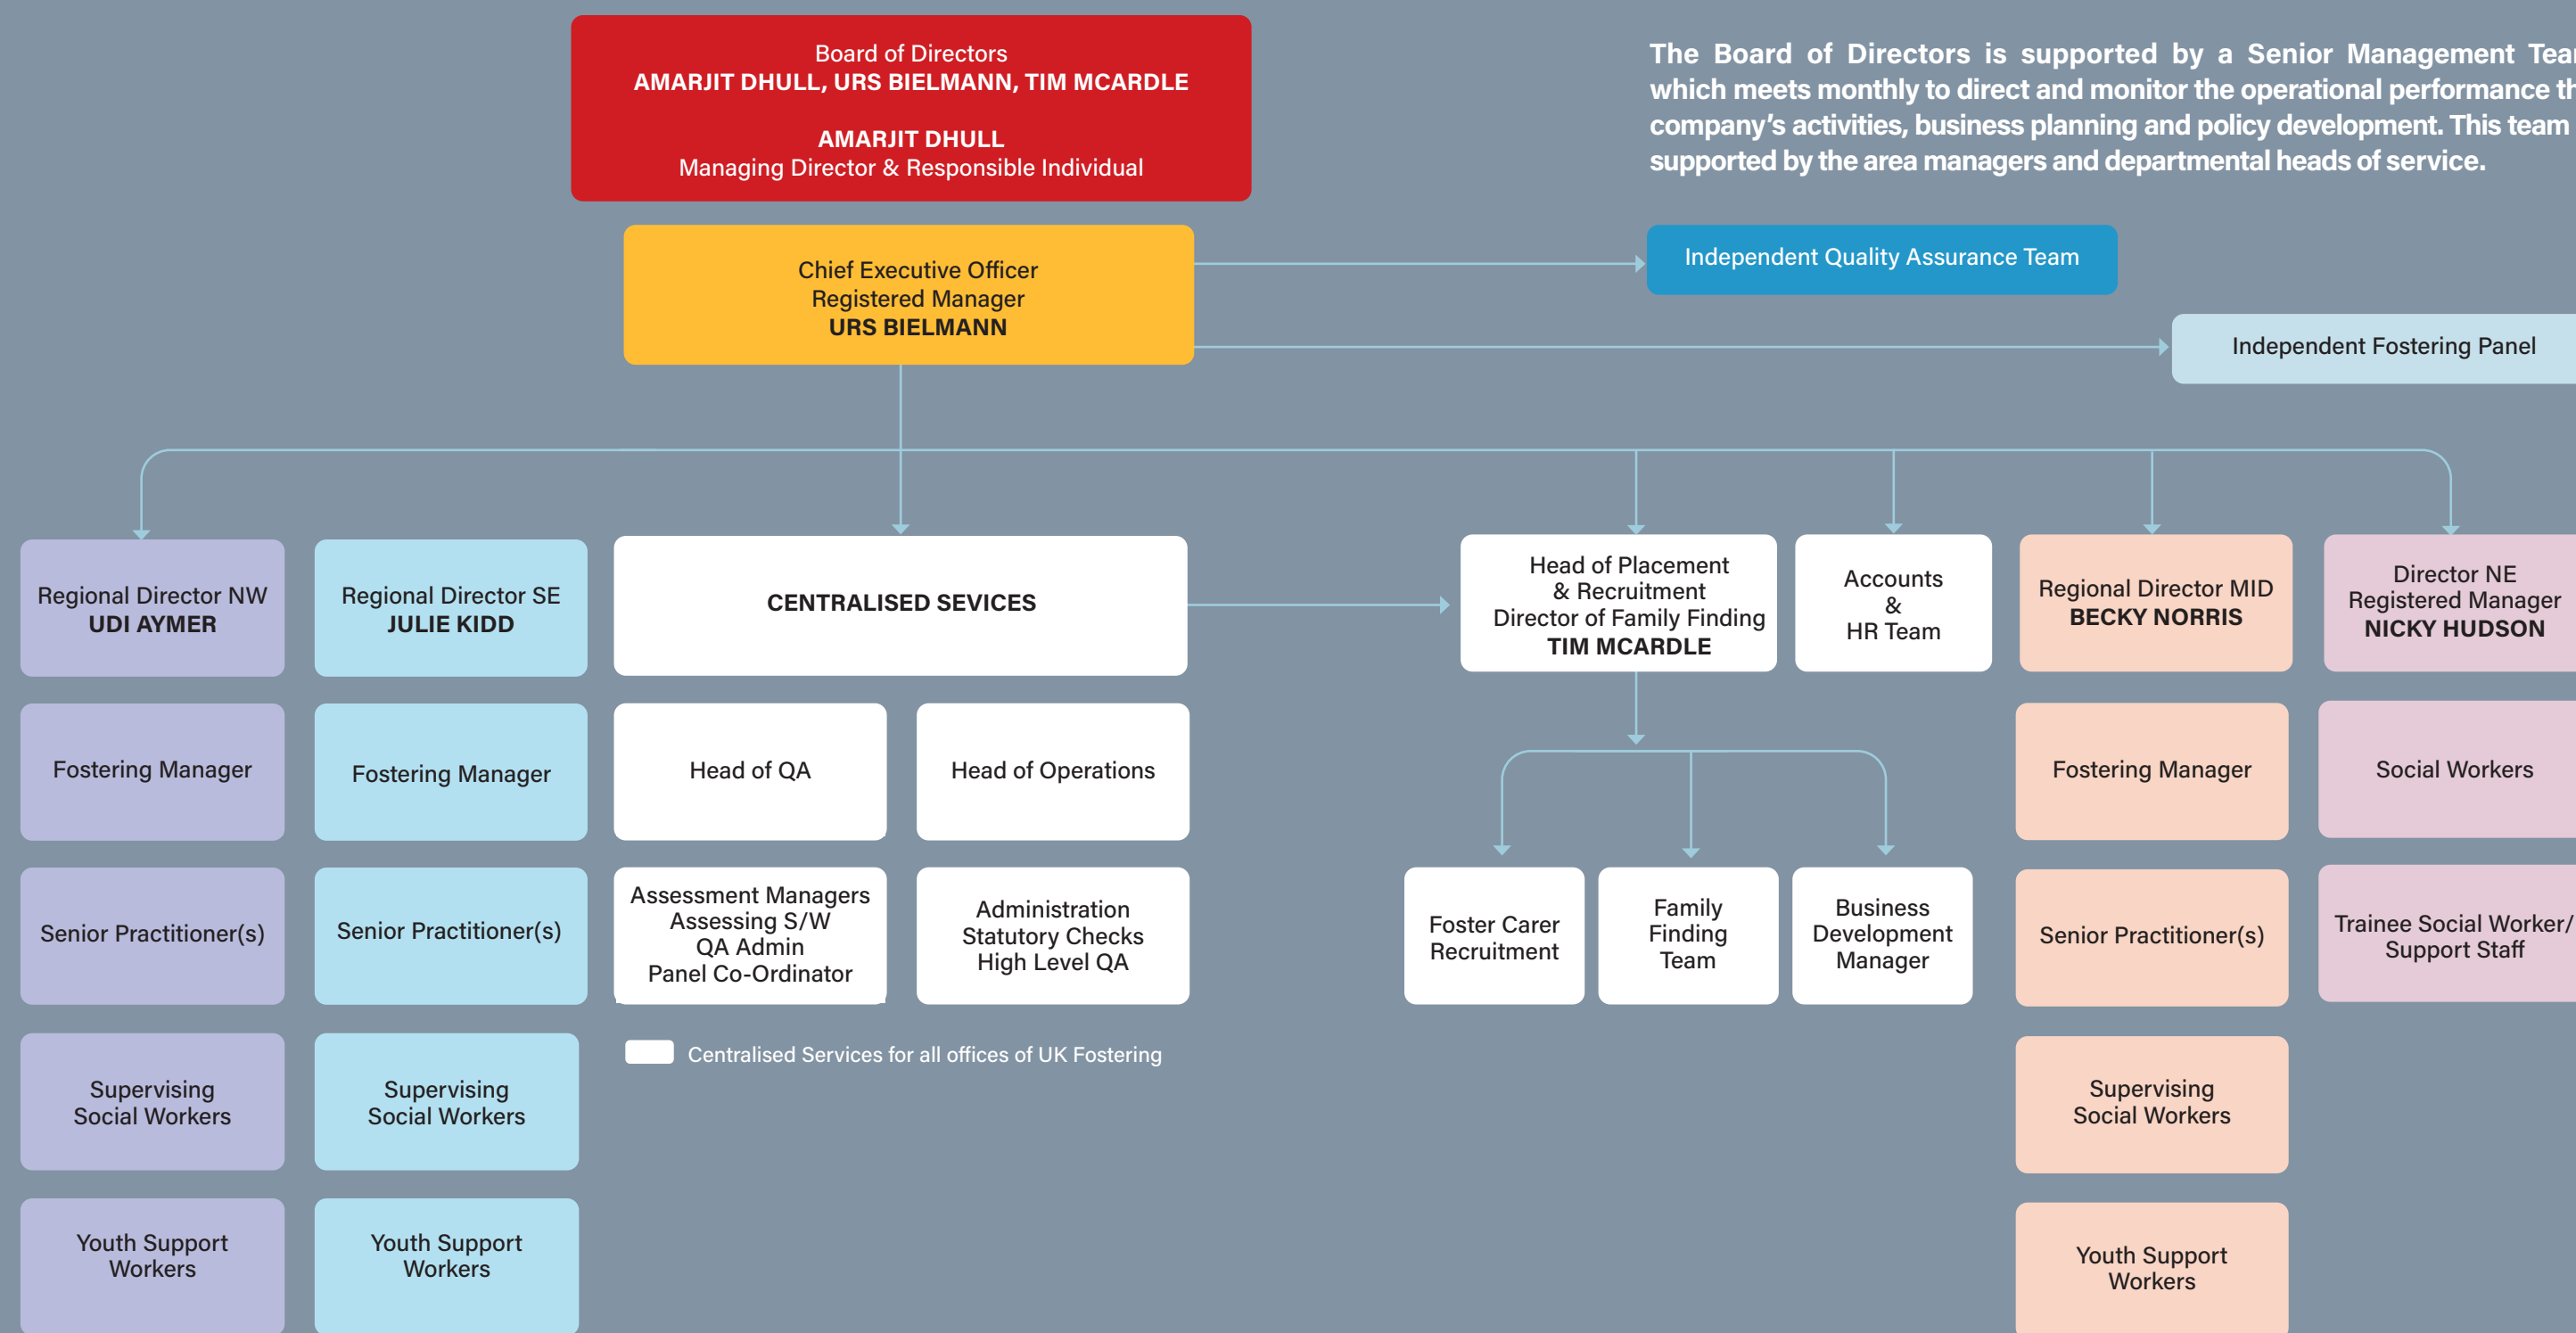 Board of Directors
AMARJIT DHULL, URS BIELMANN, TIM MCARDLE
AMARJIT DHULL
Managing Director & Responsible Individual
The Board of Directors is supported by a Senior Management
which meets monthly to direct and monitor the operational performance
company's activities, business planning and policy development. This team
supported by the area managers and departmental heads of service.
Chief Executive Officer
Registered Manager
URS BIELMANN
Independent Quality Assurance Team
Independent Fostering Panel
Regional Director NW
UDI AYMER
Regional Director SE
JULIE KIDD
CENTRALISED SEVICES
Head of Placement
& Recruitment
Director of Family Finding
TIM MCARDLE
Accounts
&
HR Team
Regional Director MID
BECKY NORRIS
Director NE
Registered Manager
NICKY HUDSON
Fostering Manager
Fostering Manager
Head of QA
Head of Operations
Fostering Manager
Social Workers
Senior Practitioner(s)
Senior Practitioner(s)
Assessment Managers
Assessing S/W
QA Admin
Panel Co-Ordinator
Administration
Statutory Checks
High Level QA
Foster Carer
Recruitment
Family
Finding
Team
Business
Development
Manager
Senior Practitioner(s)
Trainee Social Worker/
Support Staff
Centralised Services for all offices of UK Fostering
Supervising
Social Workers
Supervising
Social Workers
Supervising
Social Workers
Youth Support
Workers
Youth Support
Workers
Youth Support
Workers